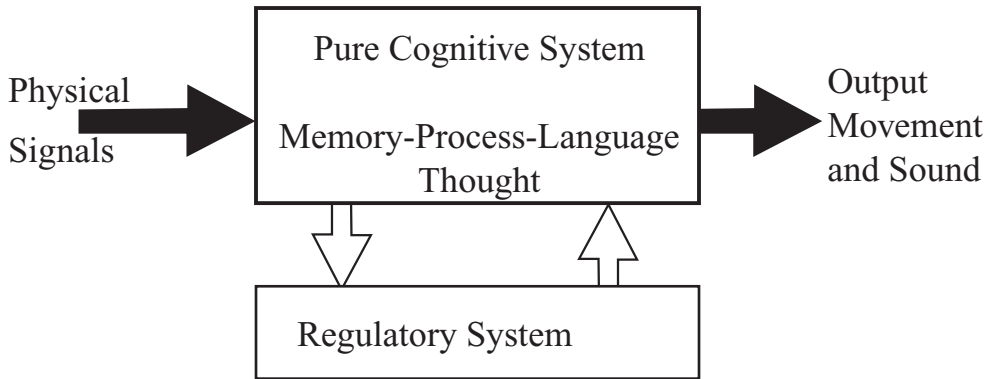 Pure Cognitive System
Physical
Signals
Memory-Process-Language
Thought
Output
Movement
and Sound
Regulatory System